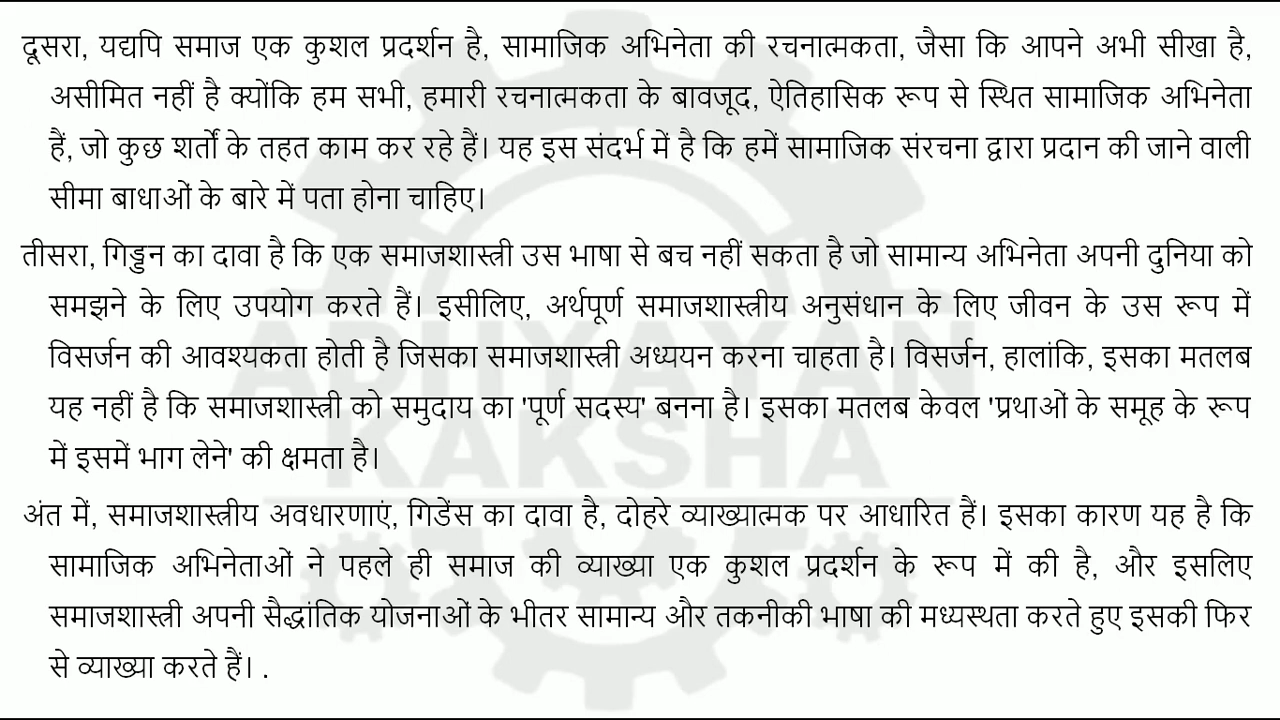 दूसरा, यद्यपि समाज एक कुशल प्रदर्शन है, सामाजिक अभिनेता की रचनात्मकता, जैसा कि आपने अभी सीखा है,
असीमित नहीं है क्योंकि हम सभी, हमारी रचनात्मकता के बावजूद, ऐतिहासिक रूप से स्थित सामाजिक अभिनेता
हैं, जो कुछ शर्तों के तहत काम कर रहे हैं। यह इस संदर्भ में है कि हमें सामाजिक संरचना द्वारा प्रदान की जाने वाली
सीमा बाधाओं के बारे में पता होना चाहिए।
तीसरा, गिड्डन का दावा है कि एक समाजशास्त्री उस भाषा से बच नहीं सकता है जो सामान्य अभिनेता अपनी दुनिया को
समझने के लिए उपयोग करते हैं। इसीलिए, अर्थपूर्ण समाजशास्त्रीय अनुसंधान के लिए जीवन के उस रूप में
विसर्जन की आवश्यकता होती है जिसका समाजशास्त्री अध्ययन करना चाहता है। विसर्जन, हालांकि, इसका मतलब
यह नहीं है कि समाजशास्त्री को समुदाय का 'पूर्ण सदस्य' बनना है। इसका मतलब केवल 'प्रथाओं के समूह के रूप
में इसमें भाग लेने' की क्षमता है।
अंत में, समाजशास्त्रीय अवधारणाएं, गिडेंस का दावा है, दोहरे व्याख्यात्मक पर आधारित हैं। इसका कारण यह है कि
सामाजिक अभिनेताओं ने पहले ही समाज की व्याख्या एक कुशल प्रदर्शन के रूप में की है, और इसलिए
समाजशास्त्री अपनी सैद्धांतिक योजनाओं के भीतर सामान्य और तकनीकी भाषा की मध्यस्थता करते हुए इसकी फिर
से व्याख्या करते हैं। .
ADHYAYAN
KAKSHA